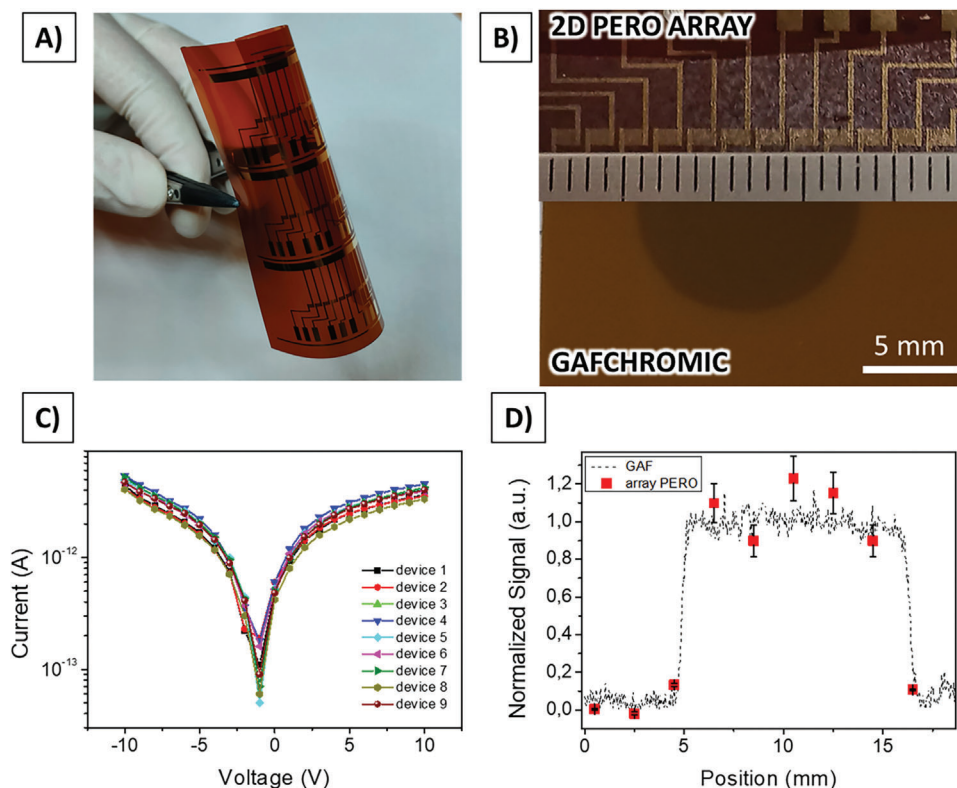 A)
B)
2D PERO ARRAY
GAFCHROMIC
5 mm
C)
Current (A)
10^-12
10^-13
device 1
device 2
device 3
device 4
device 5
device 6
device 7
device 8
device 9
-10
-5
0
5
10
Voltage (V)
D)
GAF
array PERO
Normalized Signal (a.u.)
1,2
1,0
0,8
0,6
0,4
0,2
0,0
0
5
10
15
Position (mm)